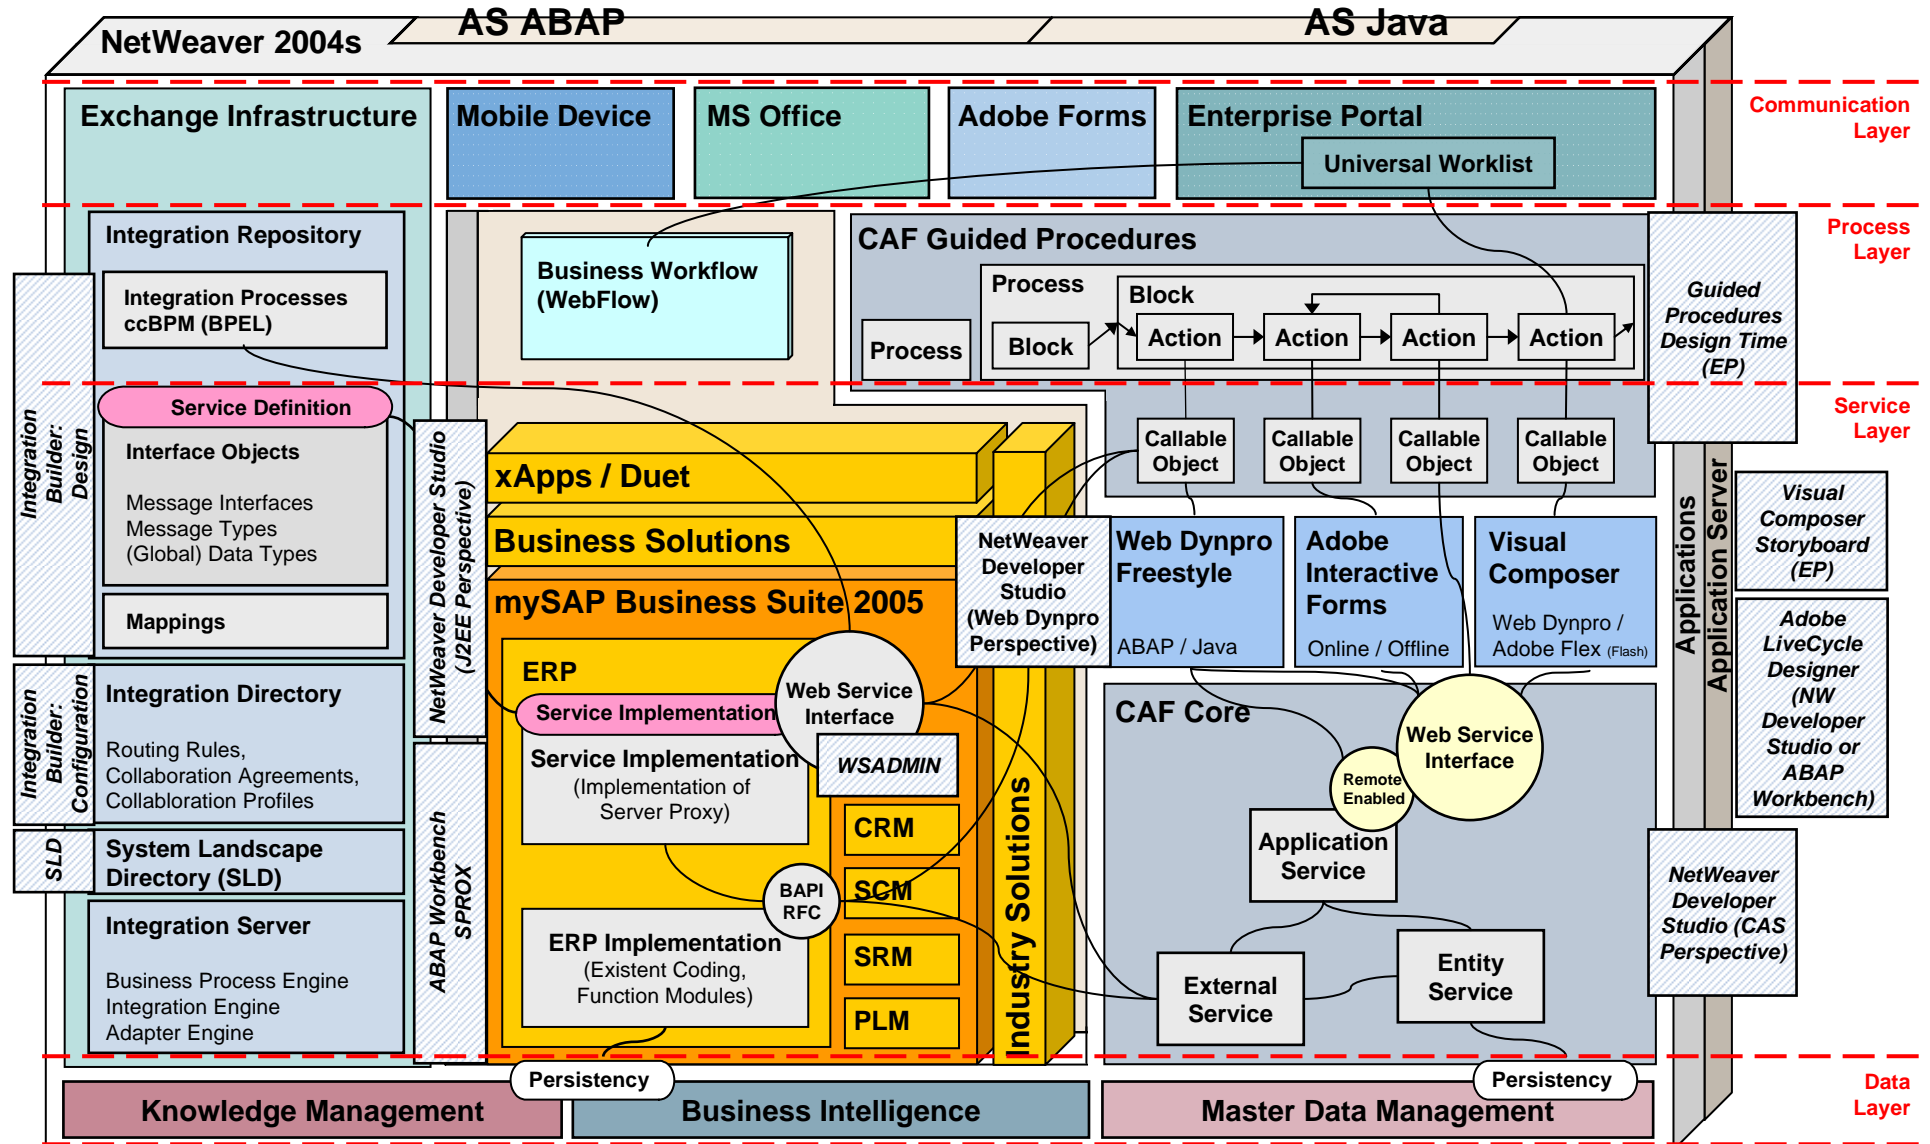 AS ABAP
AS Java
NetWeaver 2004s
Communication
Layer
Exchange Infrastructure
Mobile Device
MS Office
Adobe Forms
Enterprise Portal
Universal Worklist
Process
Layer
Integration Repository
Integration Processes
ccBPM (BPEL)
Business Workflow
(WebFlow)
CAF Guided Procedures
Process
Process
Block
Block
Action
Action
Action
Action
Guided
Procedures
Design Time
(EP)
Service
Layer
Integration
Builder:
Design
Service Definition
Interface Objects
Message Interfaces
Message Types
(Global) Data Types
Mappings
NetWeaver Developer Studio
(J2EE Perspective)
xApps / Duet
Business Solutions
mySAP Business Suite 2005
Callable
Object
Callable
Object
Callable
Object
Callable
Object
NetWeaver
Developer
Studio
(Web Dynpro
Perspective)
Web Dynpro
Freestyle
ABAP / Java
Adobe
Interactive
Forms
Online / Offline
Visual
Composer
Web Dynpro /
Adobe Flex (Flash)
Applications
Application Server
Visual
Composer
Storyboard
(EP)
Adobe
LiveCycle
Designer
(NW
Developer
Studio or
ABAP
Workbench)
Integration
Builder:
Configuration
Integration Directory
Routing Rules,
Collaboration Agreements,
Collabloration Profiles
SLD
System Landscape
Directory (SLD)
Integration Server
Business Process Engine
Integration Engine
Adapter Engine
ABAP Workbench
SPROX
ERP
Service Implementation
Service Implementation
(Implementation of
Server Proxy)
Web Service
Interface
WSADMIN
CRM
SCM
SRM
PLM
BAPI
RFC
ERP Implementation
(Existent Coding,
Function Modules)
Industry Solutions
CAF Core
Web Service
Interface
Remote
Enabled
Application
Service
External
Service
Entity
Service
NetWeaver
Developer
Studio (CAS
Perspective)
Persistency
Persistency
Knowledge Management
Business Intelligence
Master Data Management
Data
Layer